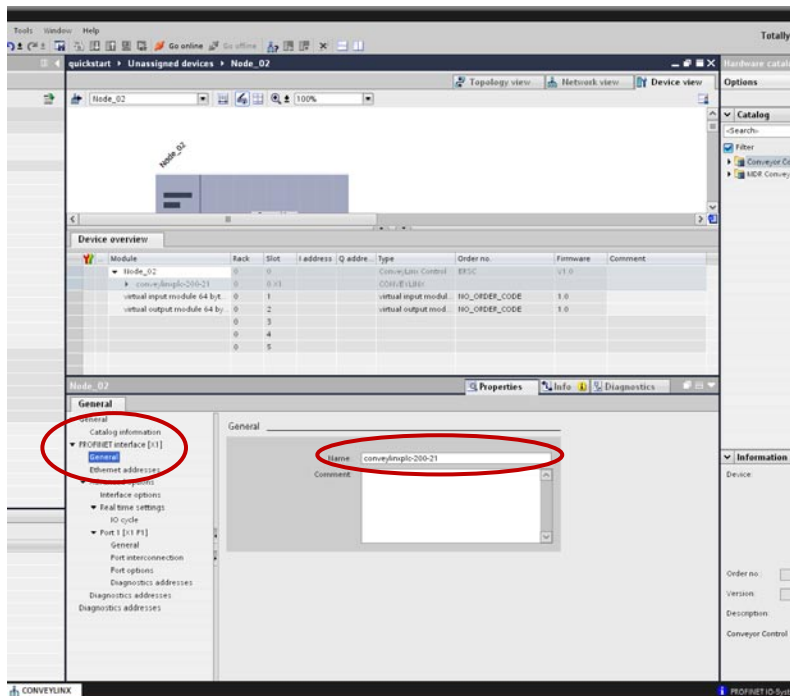 Tools Window Help
Totally
Go online Go offline
quickstart ▸ Unassigned devices ▸ Node_02
Hardware catal
Topology view Network view Device view
Options
Node_02 100%
Catalog
<Search>
Filter
Conveyor Co
MDR Convey
Node_02
Device overview
Module Rack Slot I address Q addre... Type Order no. Firmware Comment
Node_02 0 0 ConveyLinx Control ERSC V1.0
conveylinxplc-200-21 0 0 X1 CONVEYLINX
virtual input module 64 byt... 0 1 virtual input modul... NO_ORDER_CODE 1.0
virtual output module 64 by... 0 2 virtual output mod... NO_ORDER_CODE 1.0
0 3
0 4
0 5
Node_02
Properties Info Diagnostics
General
General
Catalog information
PROFINET interface [X1]
General
Ethernet addresses
Advanced options
Interface options
Real time settings
IO cycle
Port 1 [X1 P1]
General
Port interconnection
Port options
Diagnostics addresses
Diagnostics addresses
Diagnostics addresses
General
Name: conveylinxplc-200-21
Comment:
Information
Device:
Order no.:
Version:
Description:
Conveyor Control
CONVEYLINX
PROFINET IO-Syst